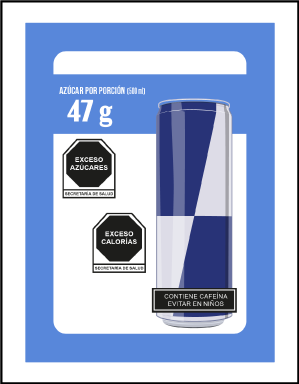 AZÚCAR POR PORCIÓN (500 ml)
47 g
EXCESO
AZÚCARES
SECRETARÍA DE SALUD
EXCESO
CALORÍAS
SECRETARÍA DE SALUD
CONTIENE CAFEÍNA
EVITAR EN NIÑOS